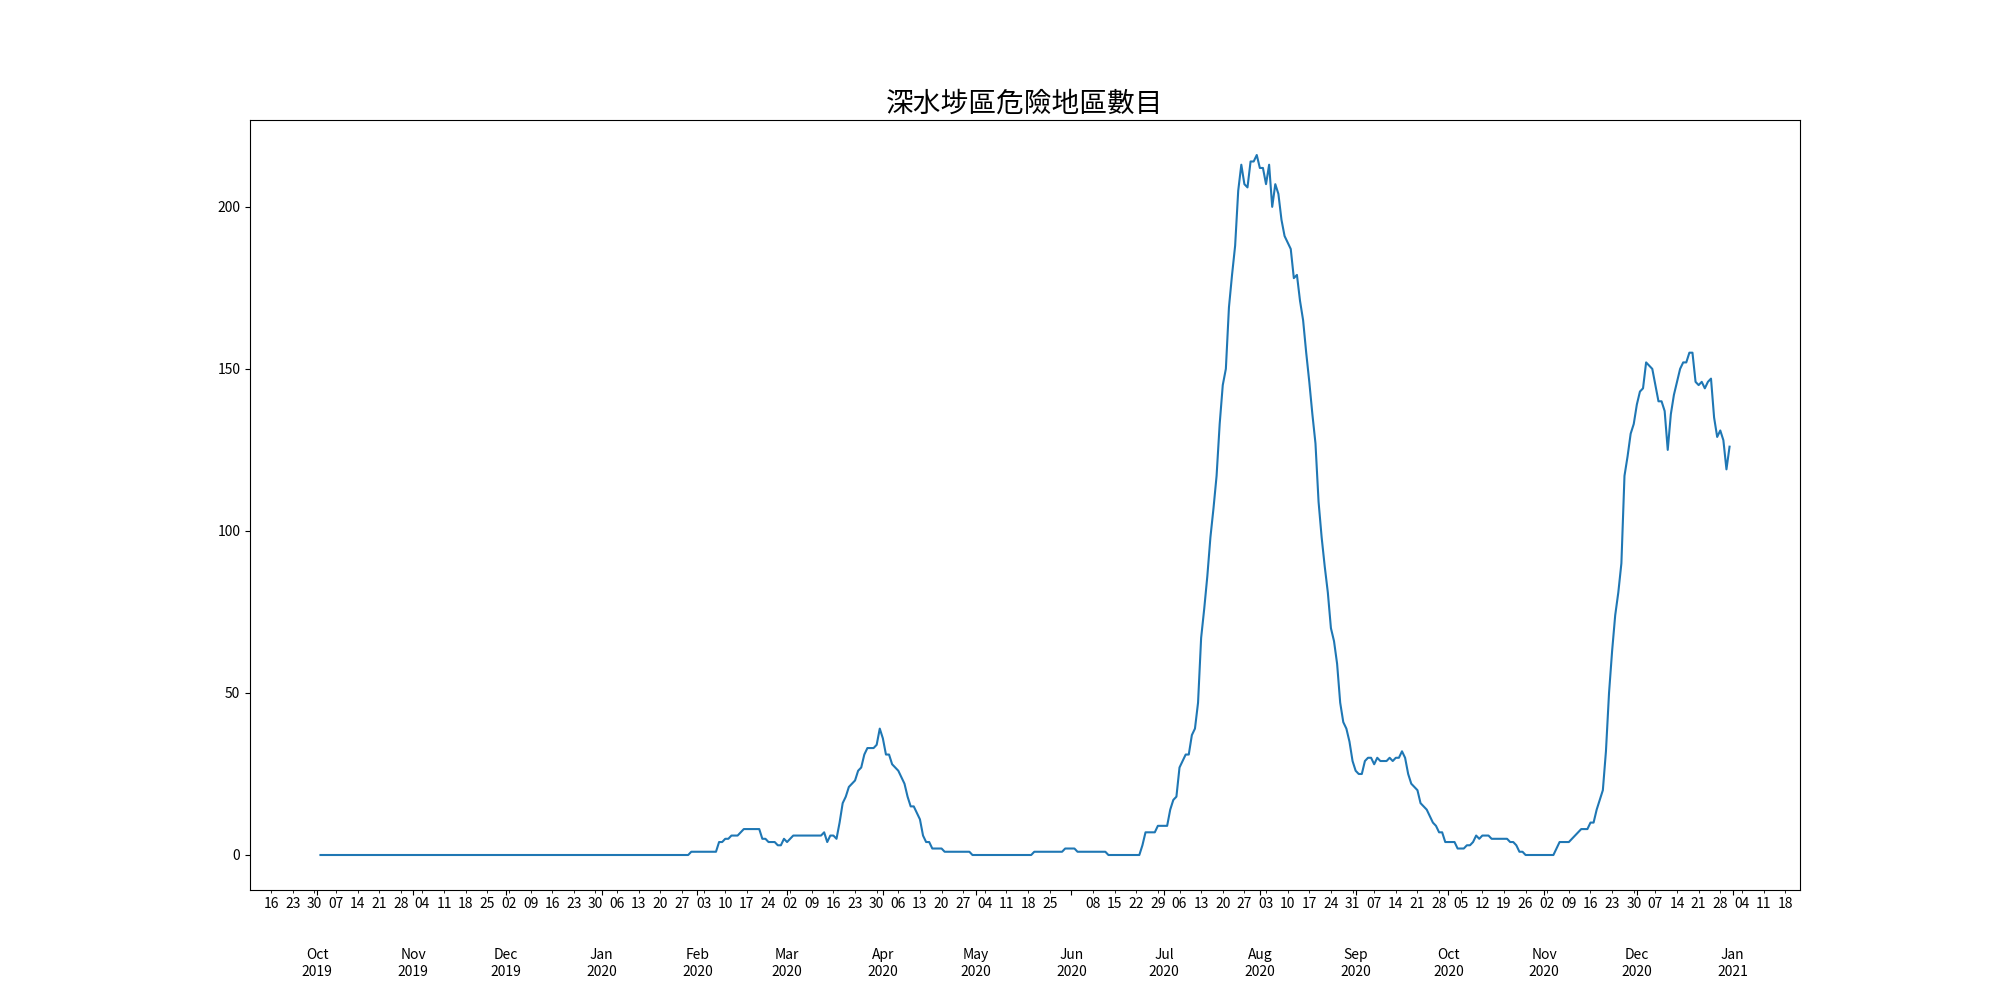 深水埗區危險地區數目
200
150
100
50
0
16 23 30 07 14 21 28 04 11 18 25 02 09 16 23 30 06 13 20 27 03 10 17 24 02 09 16 23 30 06 13 20 27 04 11 18 25 08 15 22 29 06 13 20 27 03 10 17 24 31 07 14 21 28 05 12 19 26 02 09 16 23 30 07 14 21 28 04 11 18
Oct Nov Dec Jan Feb Mar Apr May Jun Jul Aug Sep Oct Nov Dec Jan
2019 2019 2019 2020 2020 2020 2020 2020 2020 2020 2020 2020 2020 2020 2020 2021